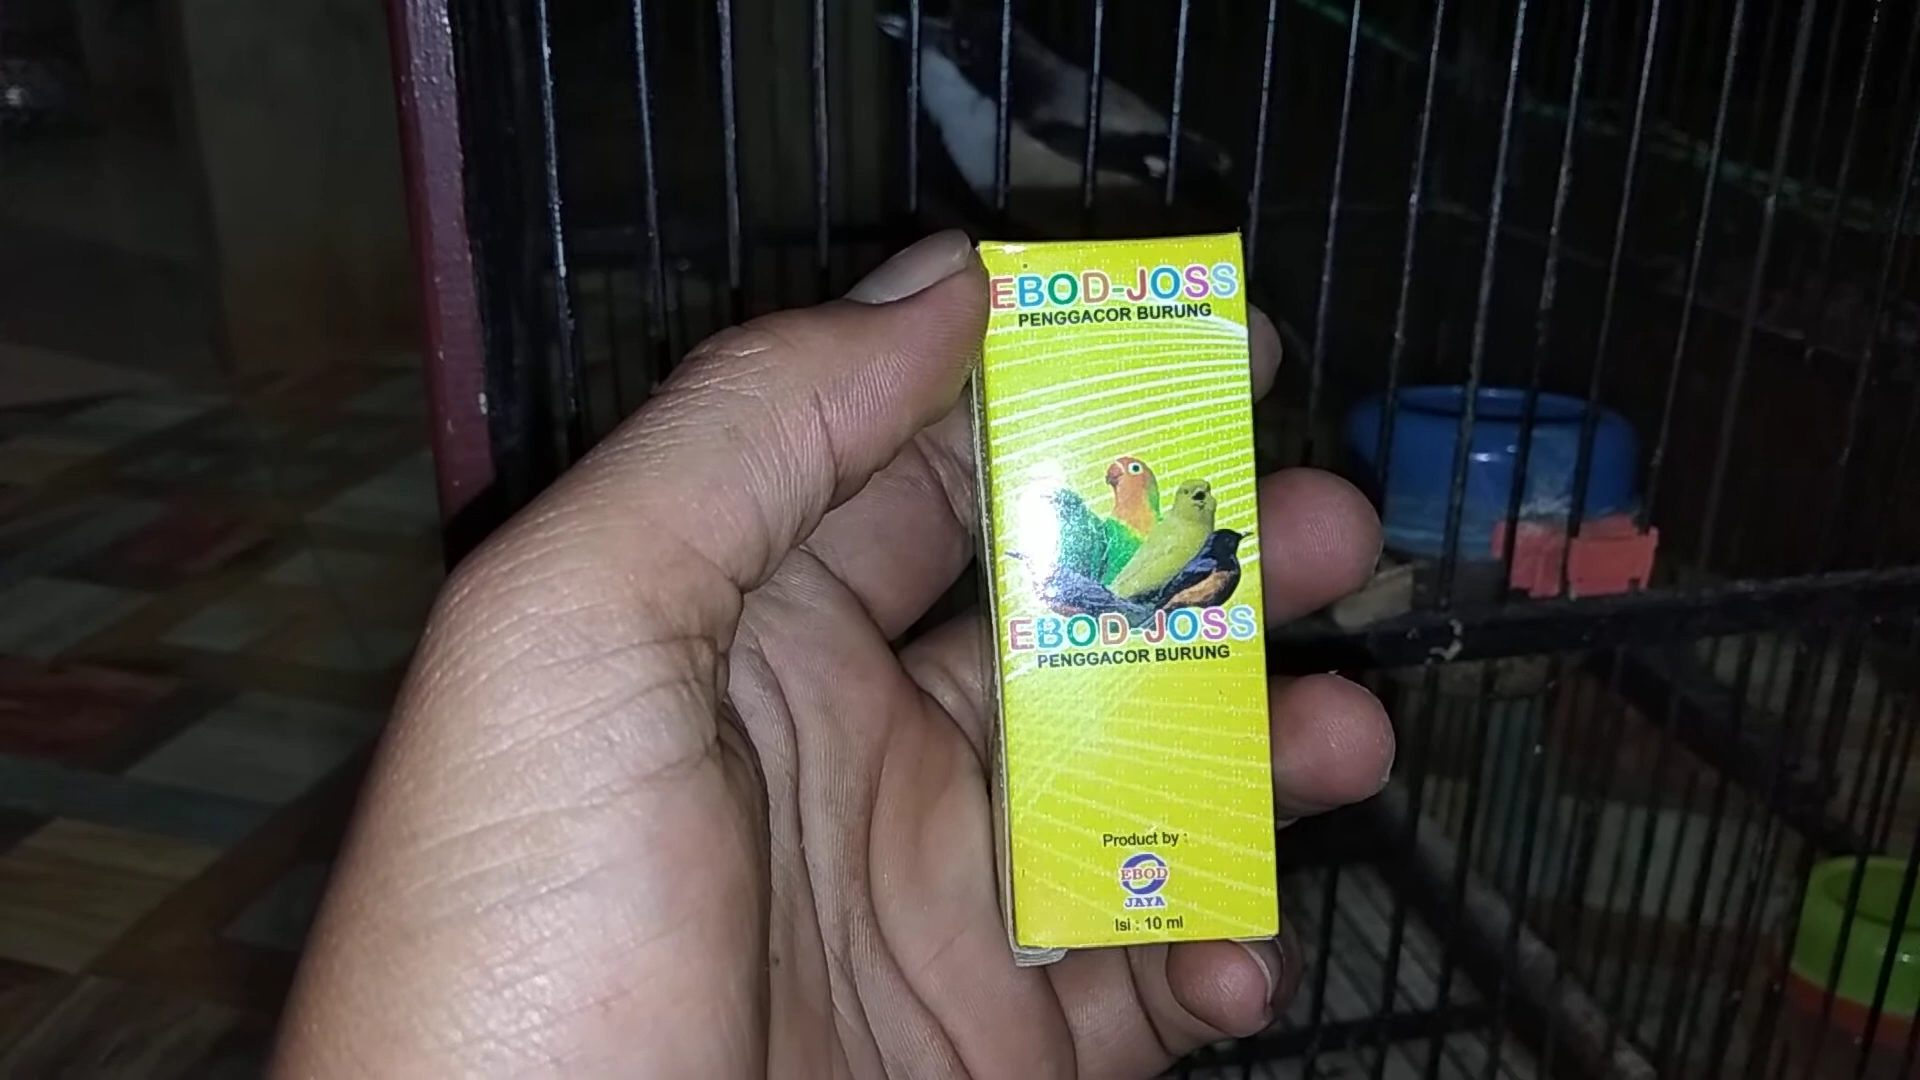 EBOD-JOSS
PENGGACOR BURUNG
EBOD-JOSS
PENGGACOR BURUNG
Product by :
EBOD
JAYA
Isi : 10 ml